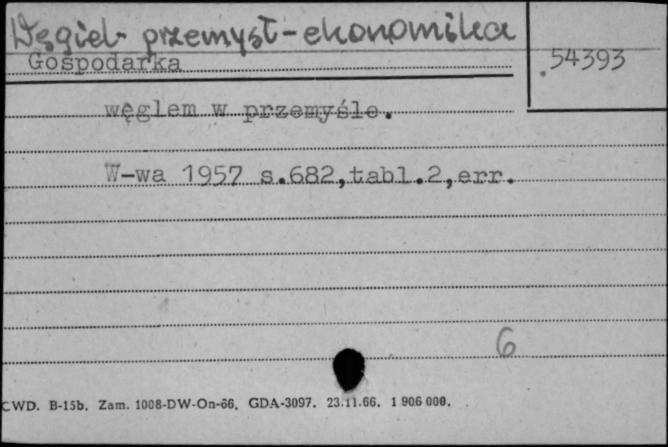 Węgiel - przemysł - ekonomika
Gospodarka
.54393
węglem w przemyśle.
W-wa 1957 s.682,tabl.2,err.
6
CWD. B-15b. Zam. 1008-DW-On-66. GDA-3097. 23.11.66. 1 906 000.